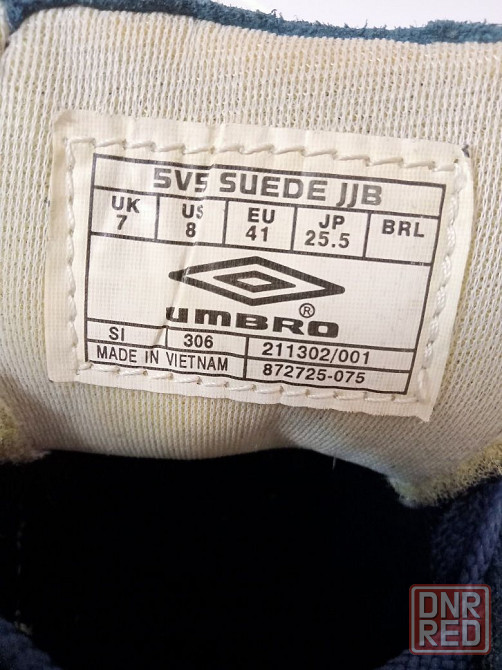 5V5 SUEDE JJB
UK US EU JP BRL
7 8 41 25.5
UMBRO ®
SI 306 211302/001
MADE IN VIETNAM 872725-075
DNR
RED